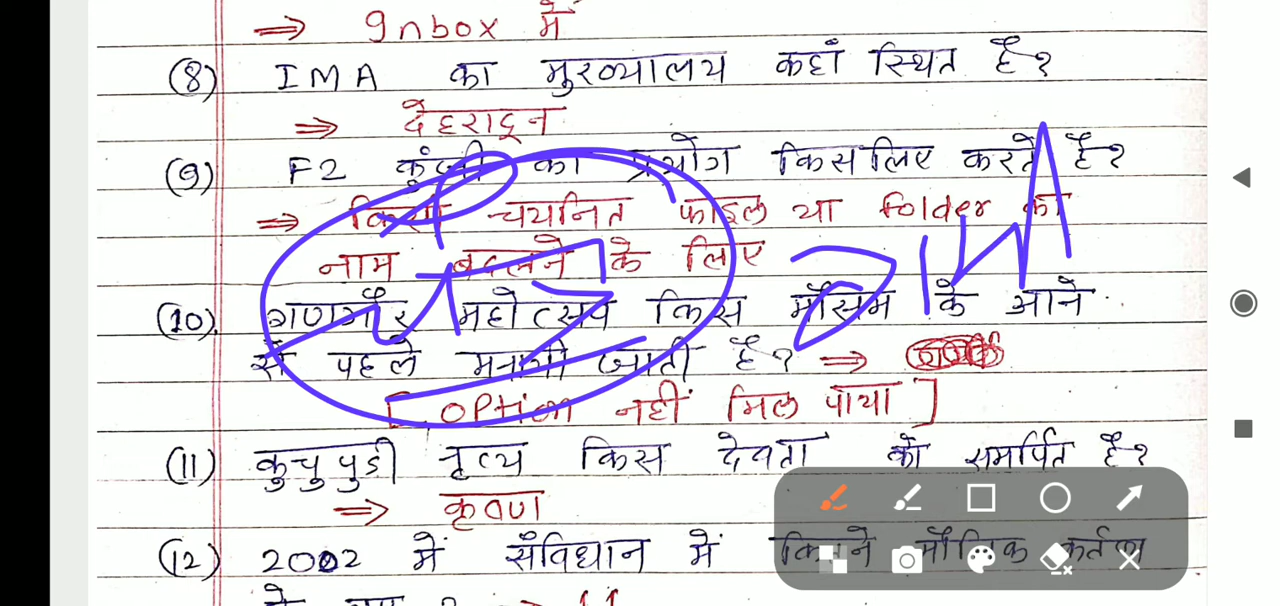 ⇒ Inbox में
(8) IMA का मुख्यालय कहाँ स्थित है?
⇒ देहरादून
(9) F2 कुंजी का प्रयोग किसलिए करते है?
⇒ किसी चयनित फाइल या folder का
नाम बदलने के लिए
(10). गणगौर महोत्सव किस मौसम के आने
से पहले मनायी जाती है? ⇒
[ option नहीं मिल पाया ]
(11) कुचुपुडी नृत्य किस देवता को समर्पित है?
⇒ कृष्ण
(12) 2002 में संविधान में कितने मौलिक कर्तव्य